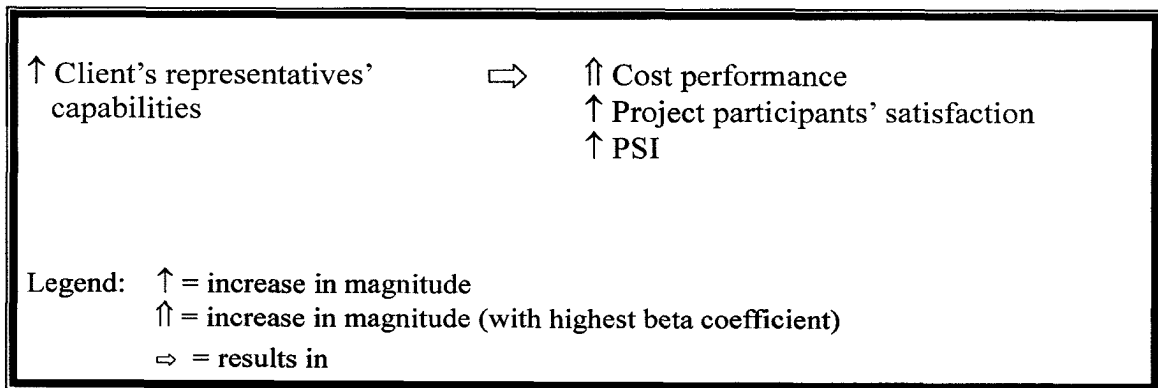 ↑ Client's representatives' ⇨ ⇑ Cost performance
capabilities ↑ Project participants' satisfaction
↑ PSI
Legend: ↑ = increase in magnitude
⇑ = increase in magnitude (with highest beta coefficient)
⇨ = results in